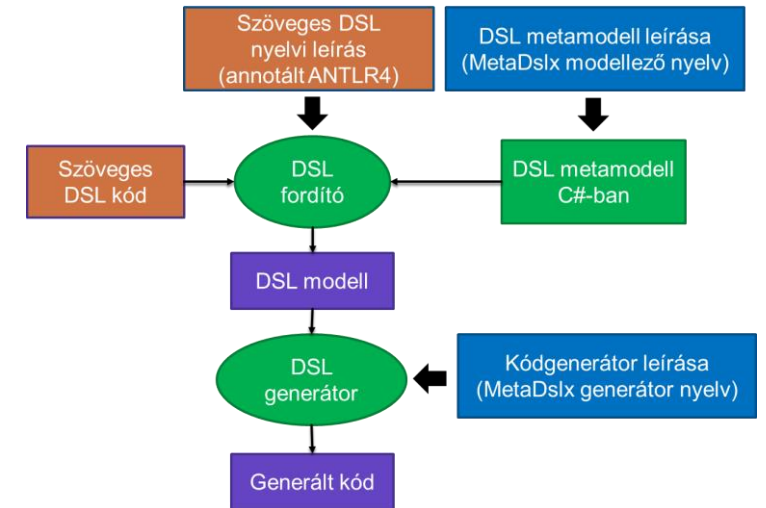 Szöveges DSL
nyelvi leírás
(annotált ANTLR4)
DSL metamodell leírása
(MetaDslx modellező nyelv)
Szöveges
DSL kód
DSL
fordító
DSL metamodell
C#-ban
DSL modell
DSL
generátor
Kódgenerátor leírása
(MetaDslx generátor nyelv)
Generált kód